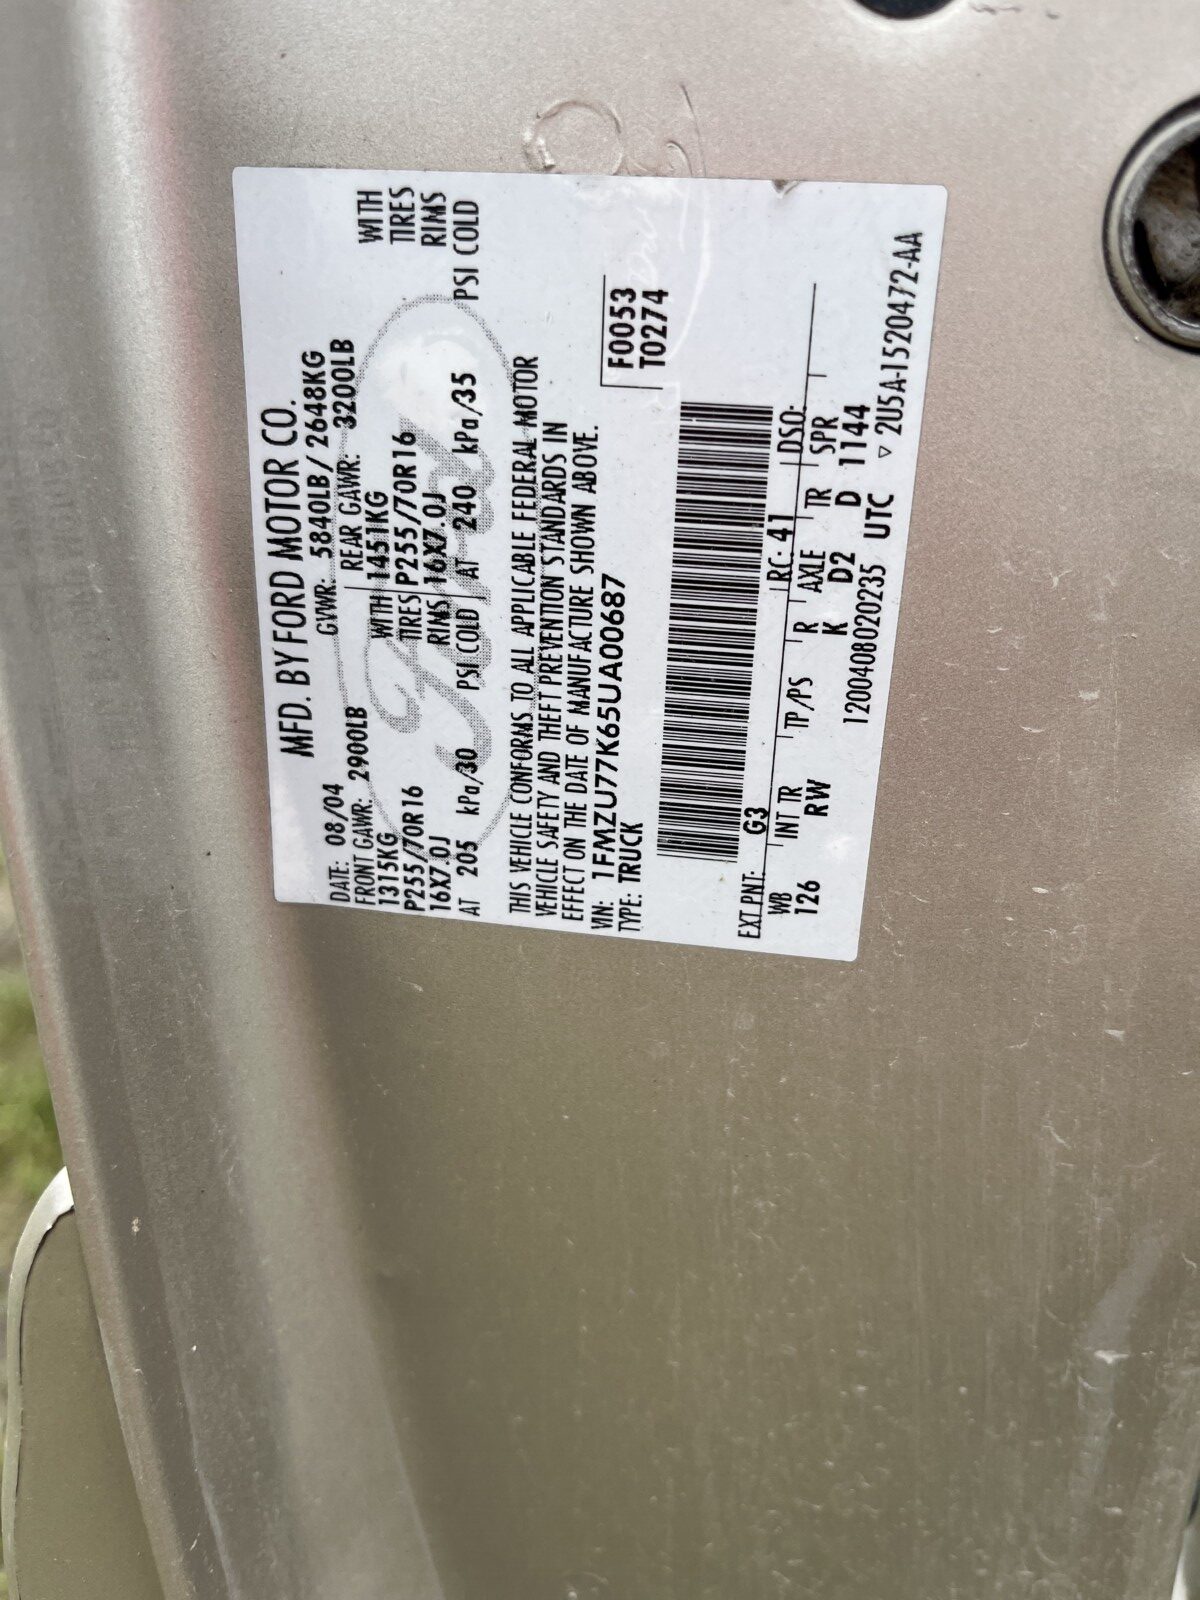 MFD. BY FORD MOTOR CO.
DATE: 08/04 GVWR: 5840LB/ 2648KG
FRONT GAWR: 2900LB REAR GAWR: 3200LB
1315KG WITH 1451KG WITH
P255/70R16 TIRES P255/70R16 TIRES
16X7.0J RIMS 16X7.0J RIMS
AT 205 kPa/30 PSI COLD AT 240 kPa/35 PSI COLD
Ford
THIS VEHICLE CONFORMS TO ALL APPLICABLE FEDERAL MOTOR
VEHICLE SAFETY AND THEFT PREVENTION STANDARDS IN
EFFECT ON THE DATE OF MANUFACTURE SHOWN ABOVE.
VIN: 1FMZU77K65UA00687 F0053
TYPE: TRUCK T0274
EXT PNT: G3 RC: 41 DSO:
WB INT TR TP/PS R AXLE TR SPR
126 RW K D2 D 1144
1200408020235 UTC
▽ 2U5A-1520472-AA